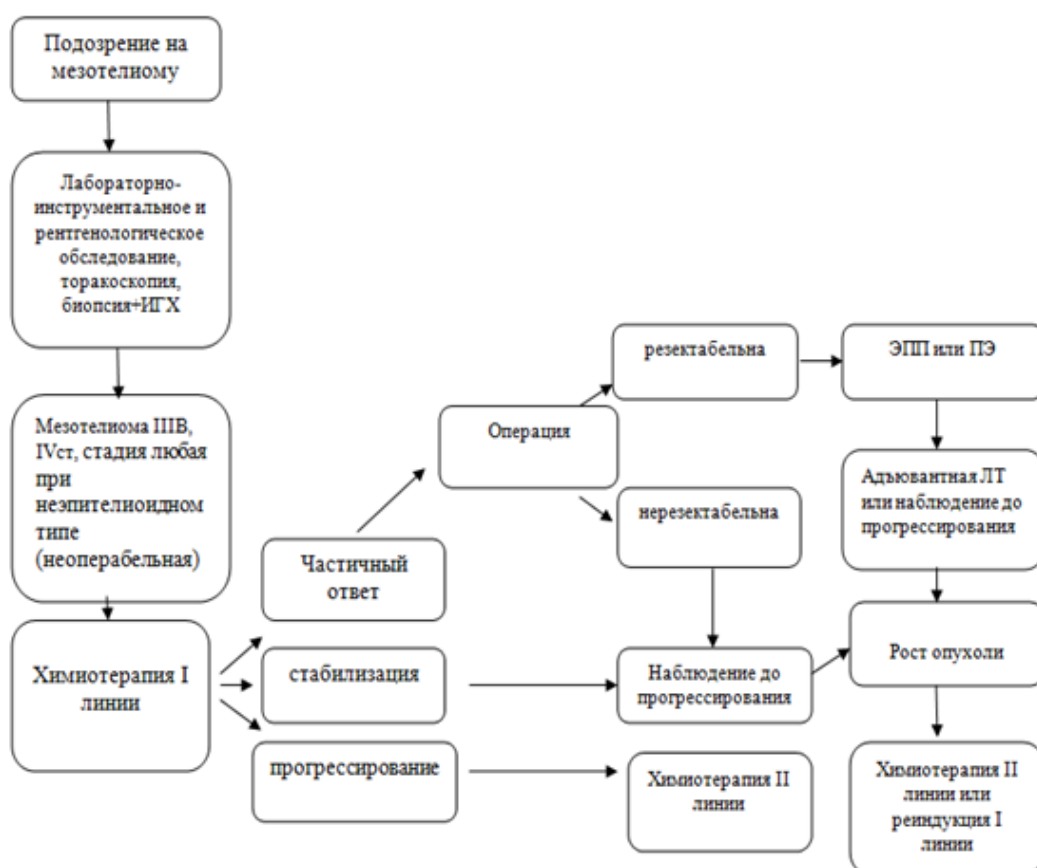 Подозрение на
мезотелиому
Лабораторно-
инструментальное и
рентгенологическое
обследование,
торакоскопия,
биопсия+ИГХ
Мезотелиома IIIB,
IVст, стадия любая
при
неэпителиоидном
типе
(неоперабельная)
Химиотерапия I
линии
Частичный
ответ
стабилизация
прогрессирование
Операция
резектабельна
нерезектабельна
Наблюдение до
прогрессирования
Химиотерапия II
линии
ЭПП или ПЭ
Адъювантная ЛТ
или наблюдение до
прогрессирования
Рост опухоли
Химиотерапия II
линии или
реиндукция I
линии